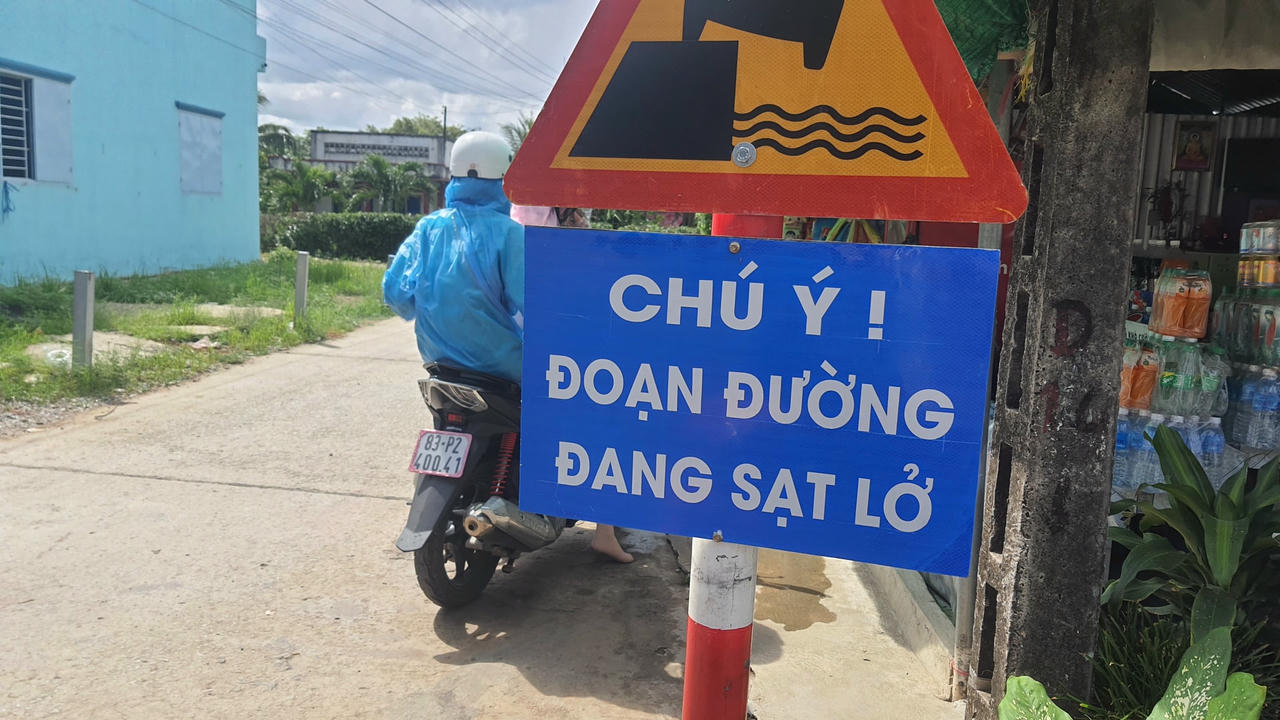 CHÚ Ý !
ĐOẠN ĐƯỜNG
ĐANG SẠT LỞ
83-P2
400.41